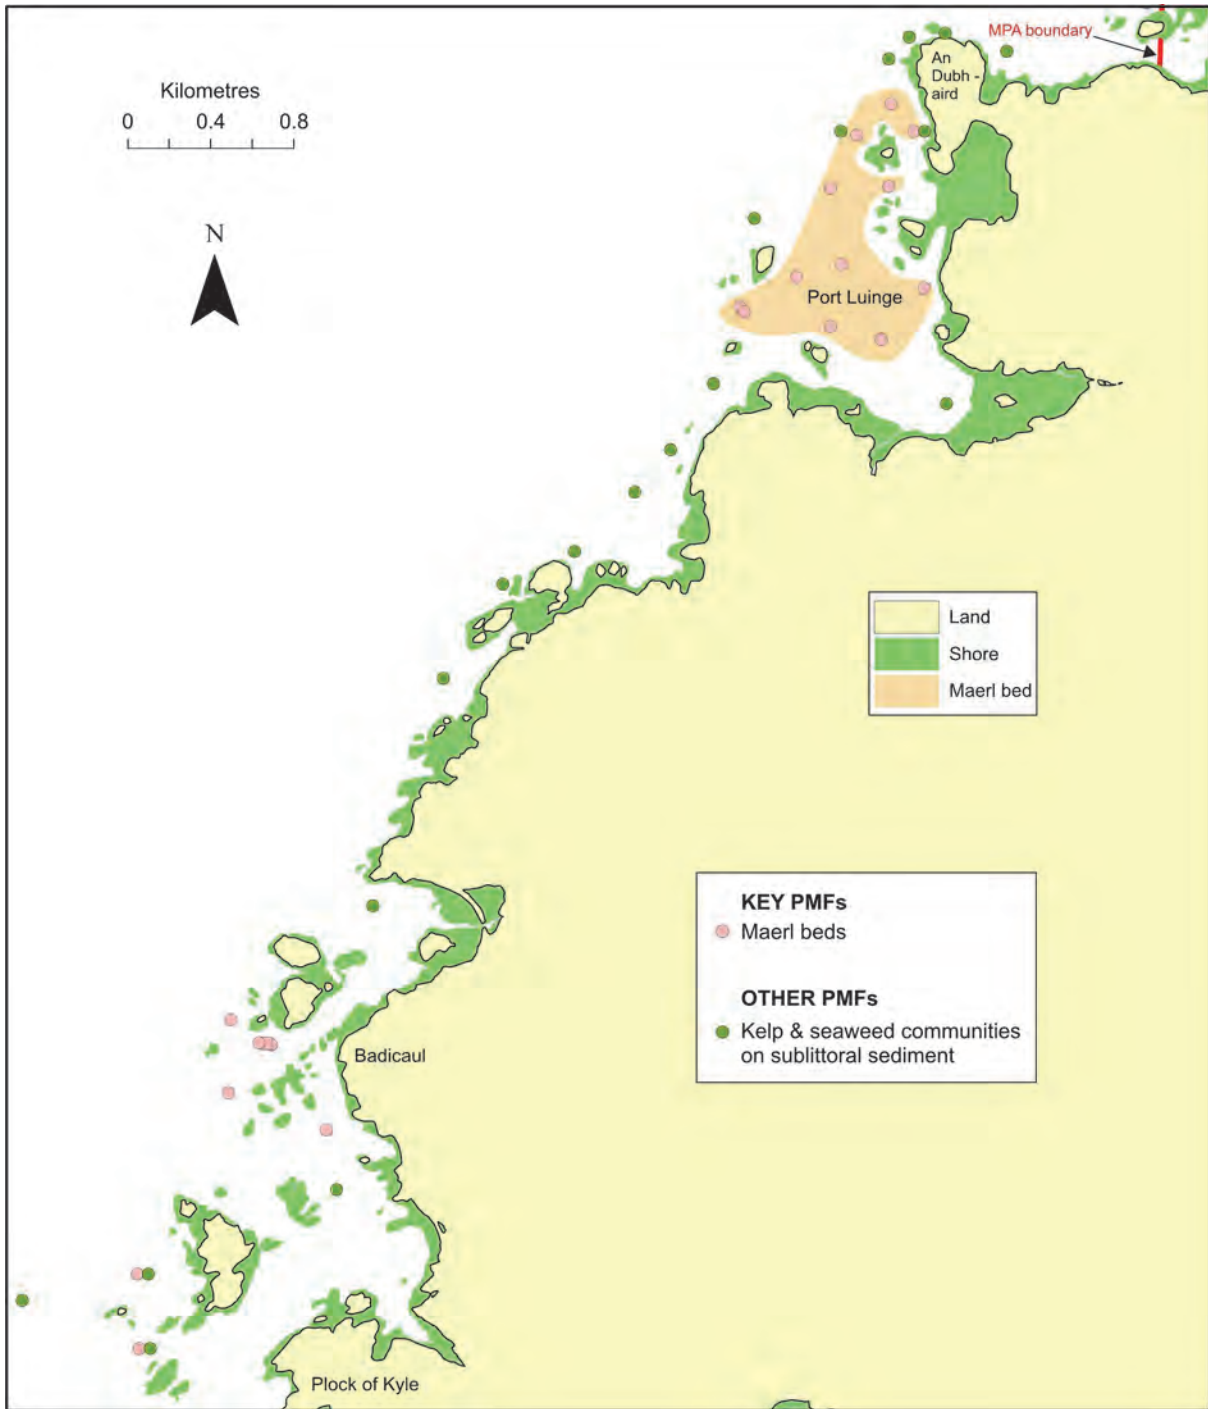 MPA boundary
An
Dubh -
aird
Kilometres
0 0.4 0.8
N
Port Luinge
Land
Shore
Maerl bed
KEY PMFs
Maerl beds
OTHER PMFs
Kelp & seaweed communities
on sublittoral sediment
Badicaul
Plock of Kyle